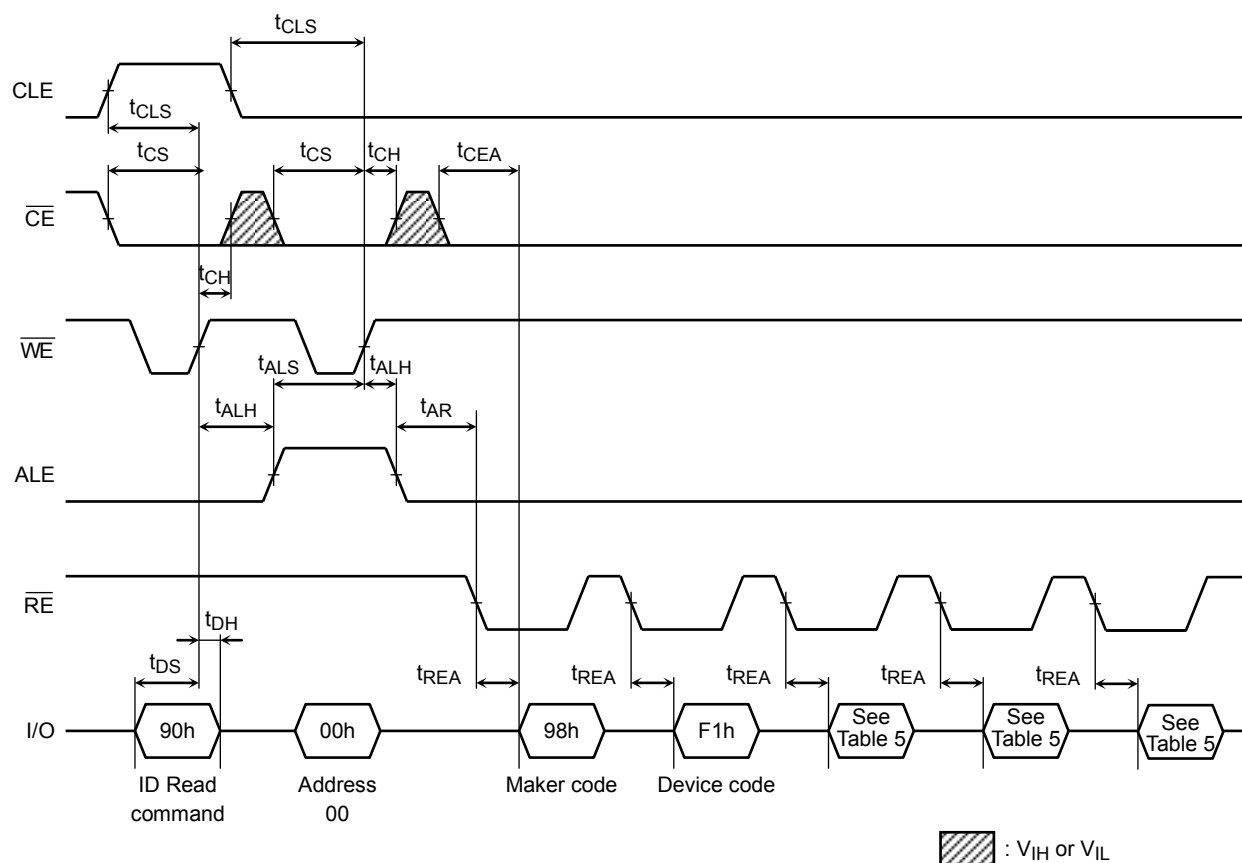 tCLS
CLE
tCLS
tCS tCS tCH tCEA
CE
tCH
WE
tALS tALH
tALH tAR
ALE
RE
tDH
tDS tREA tREA tREA tREA tREA
I/O 90h 00h 98h F1h See Table 5 See Table 5 See Table 5
ID Read command
Address 00
Maker code
Device code
: VIH or VIL